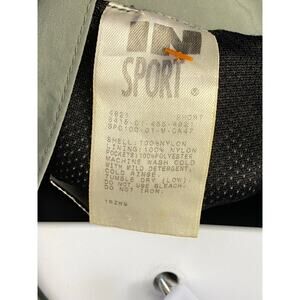 IN
SPORT®
SHORT
SHELL: 100% NYLON
LINING: 100% NYLON
POCKETS: 100% POLYESTER
MACHINE WASH COLD
WITH MILD DETERGENT,
COLD RINSE
TUMBLE DRY (LOW)
DO NOT USE BLEACH.
DO NOT IRON.